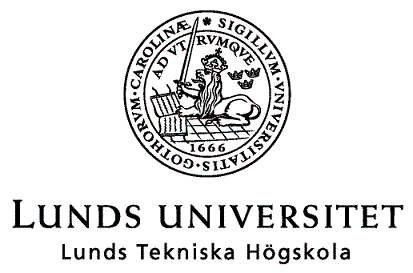 SIGILLVM · VNIVERSITATIS · GOTHORVM · CAROLINÆ
AD VTRVMQVE
1666
LUNDS UNIVERSITET
Lunds Tekniska Högskola